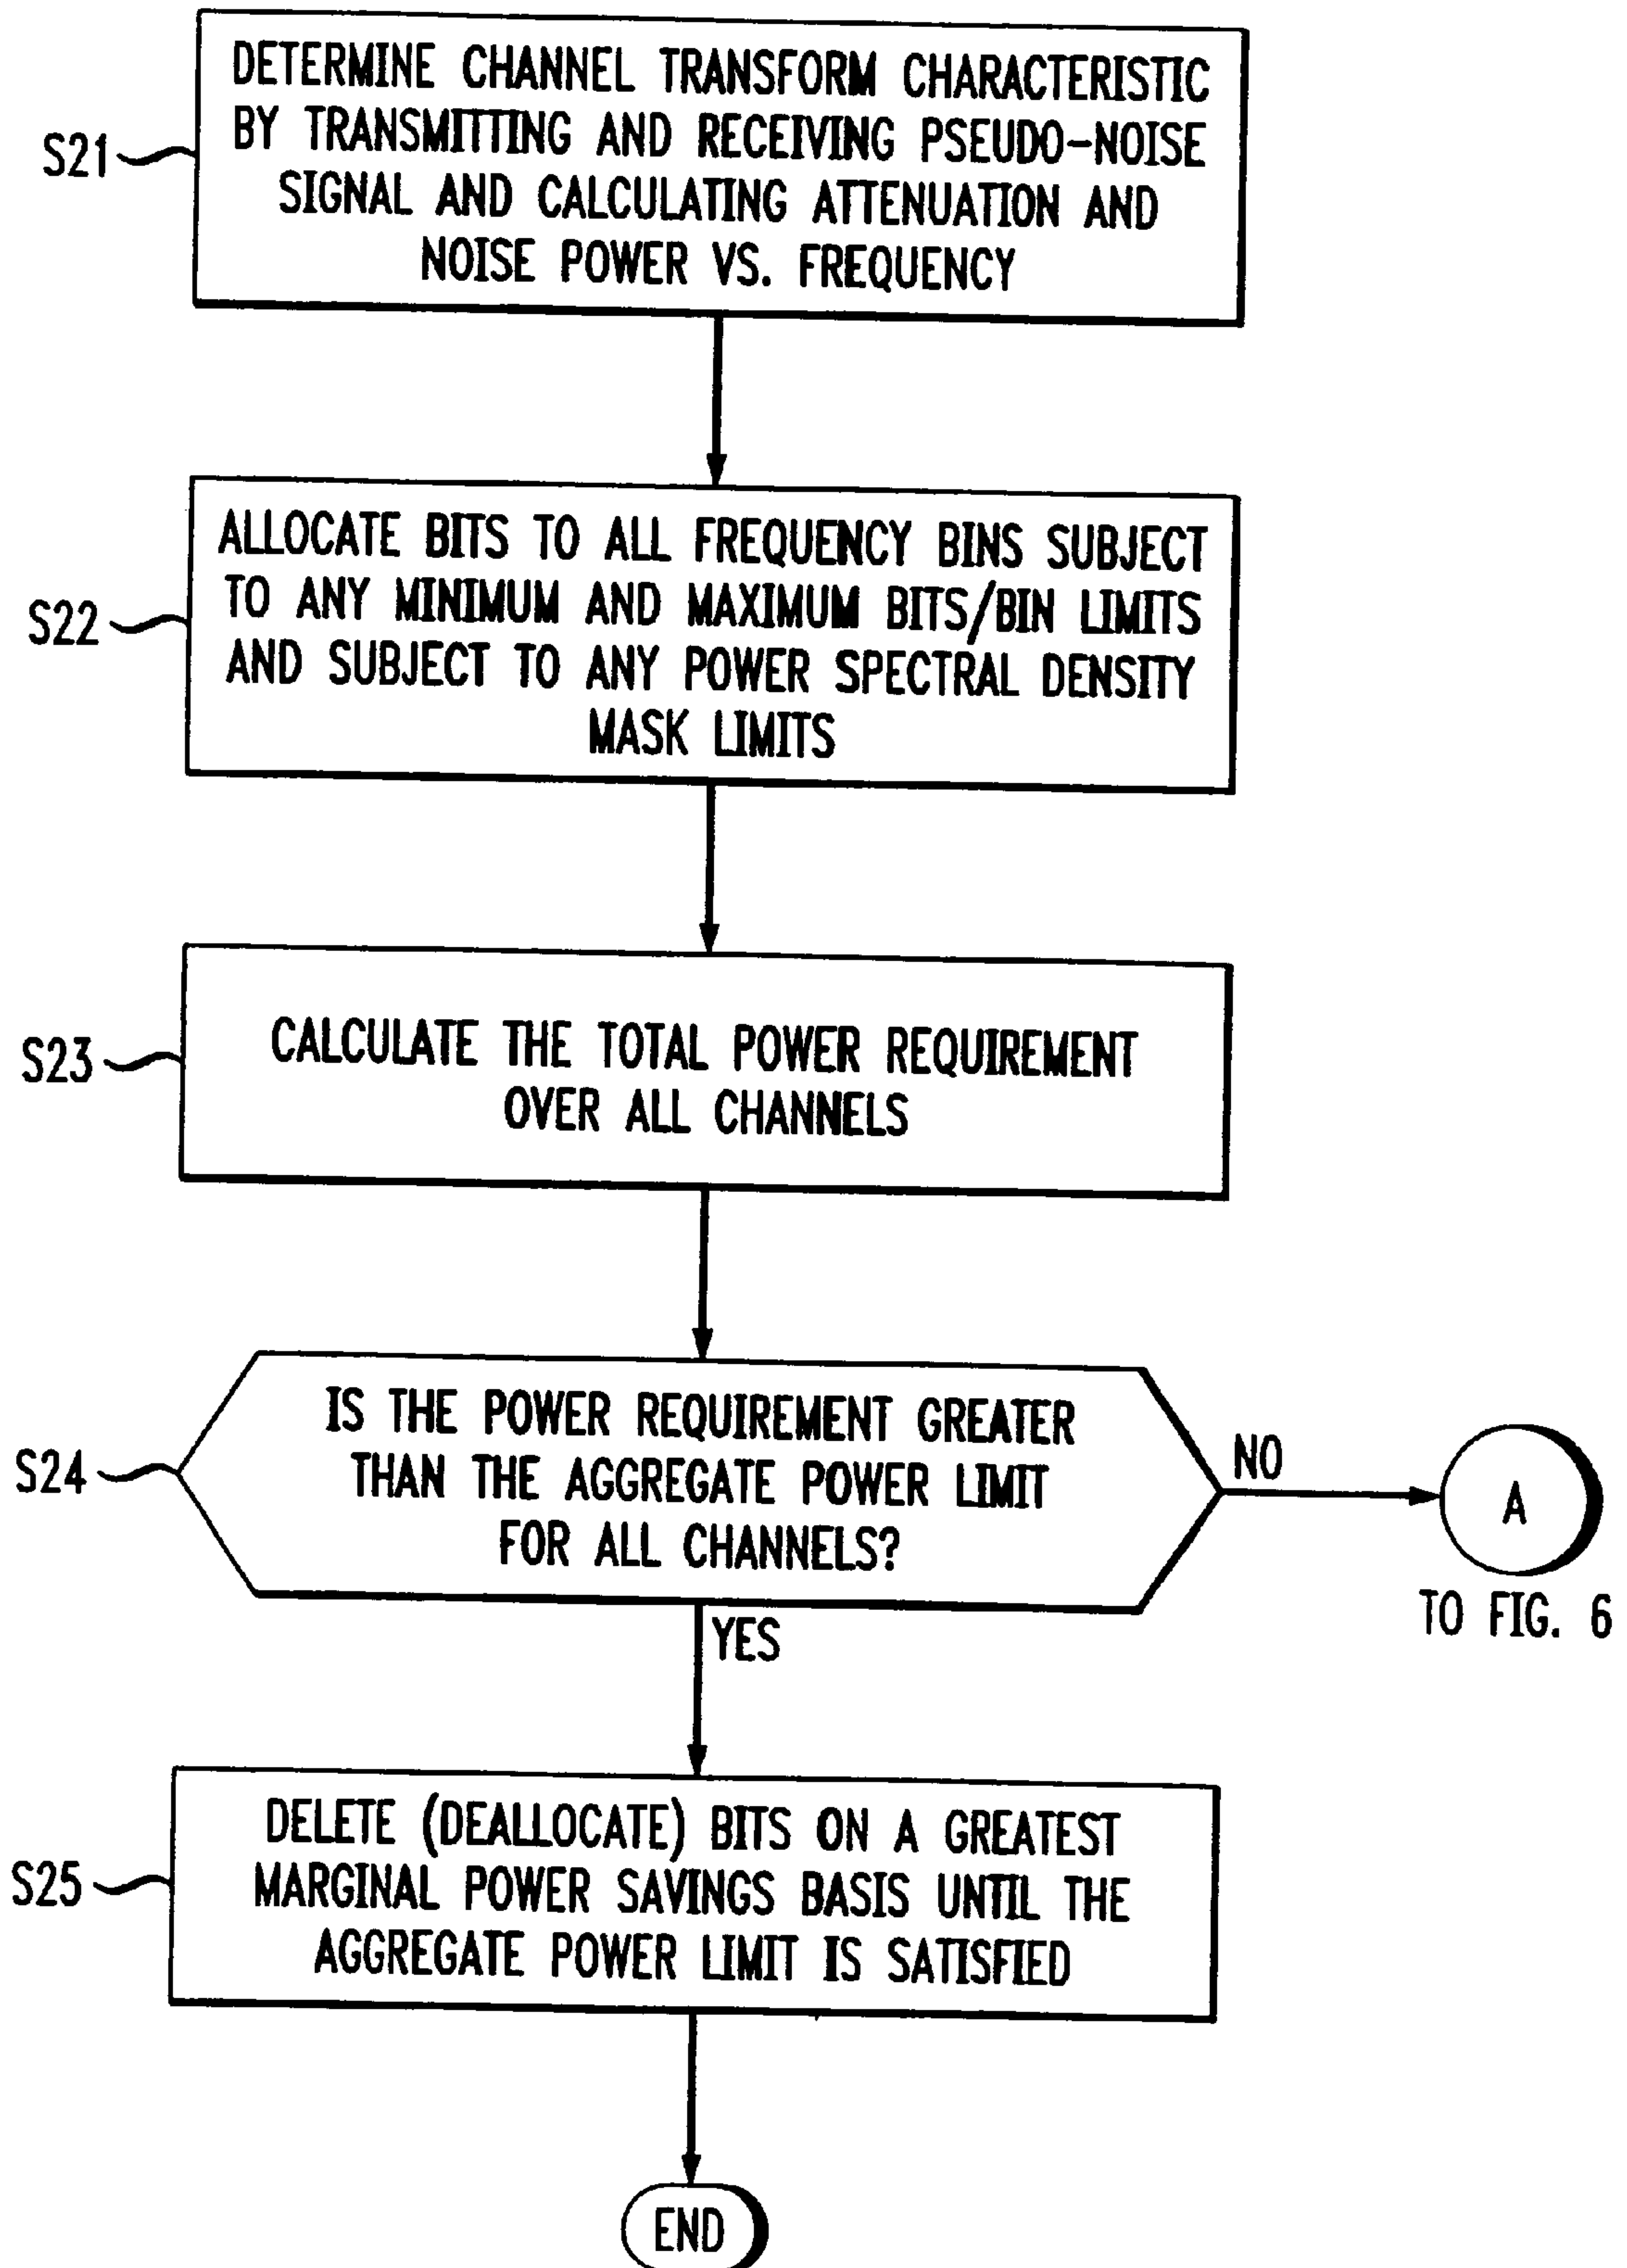 S21
DETERMINE CHANNEL TRANSFORM CHARACTERISTIC
BY TRANSMITTING AND RECEIVING PSEUDO-NOISE
SIGNAL AND CALCULATING ATTENUATION AND
NOISE POWER VS. FREQUENCY
S22
ALLOCATE BITS TO ALL FREQUENCY BINS SUBJECT
TO ANY MINIMUM AND MAXIMUM BITS/BIN LIMITS
AND SUBJECT TO ANY POWER SPECTRAL DENSITY
MASK LIMITS
S23
CALCULATE THE TOTAL POWER REQUIREMENT
OVER ALL CHANNELS
S24
IS THE POWER REQUIREMENT GREATER
THAN THE AGGREGATE POWER LIMIT
FOR ALL CHANNELS?
NO
A
TO FIG. 6
YES
S25
DELETE (DEALLOCATE) BITS ON A GREATEST
MARGINAL POWER SAVINGS BASIS UNTIL THE
AGGREGATE POWER LIMIT IS SATISFIED
END